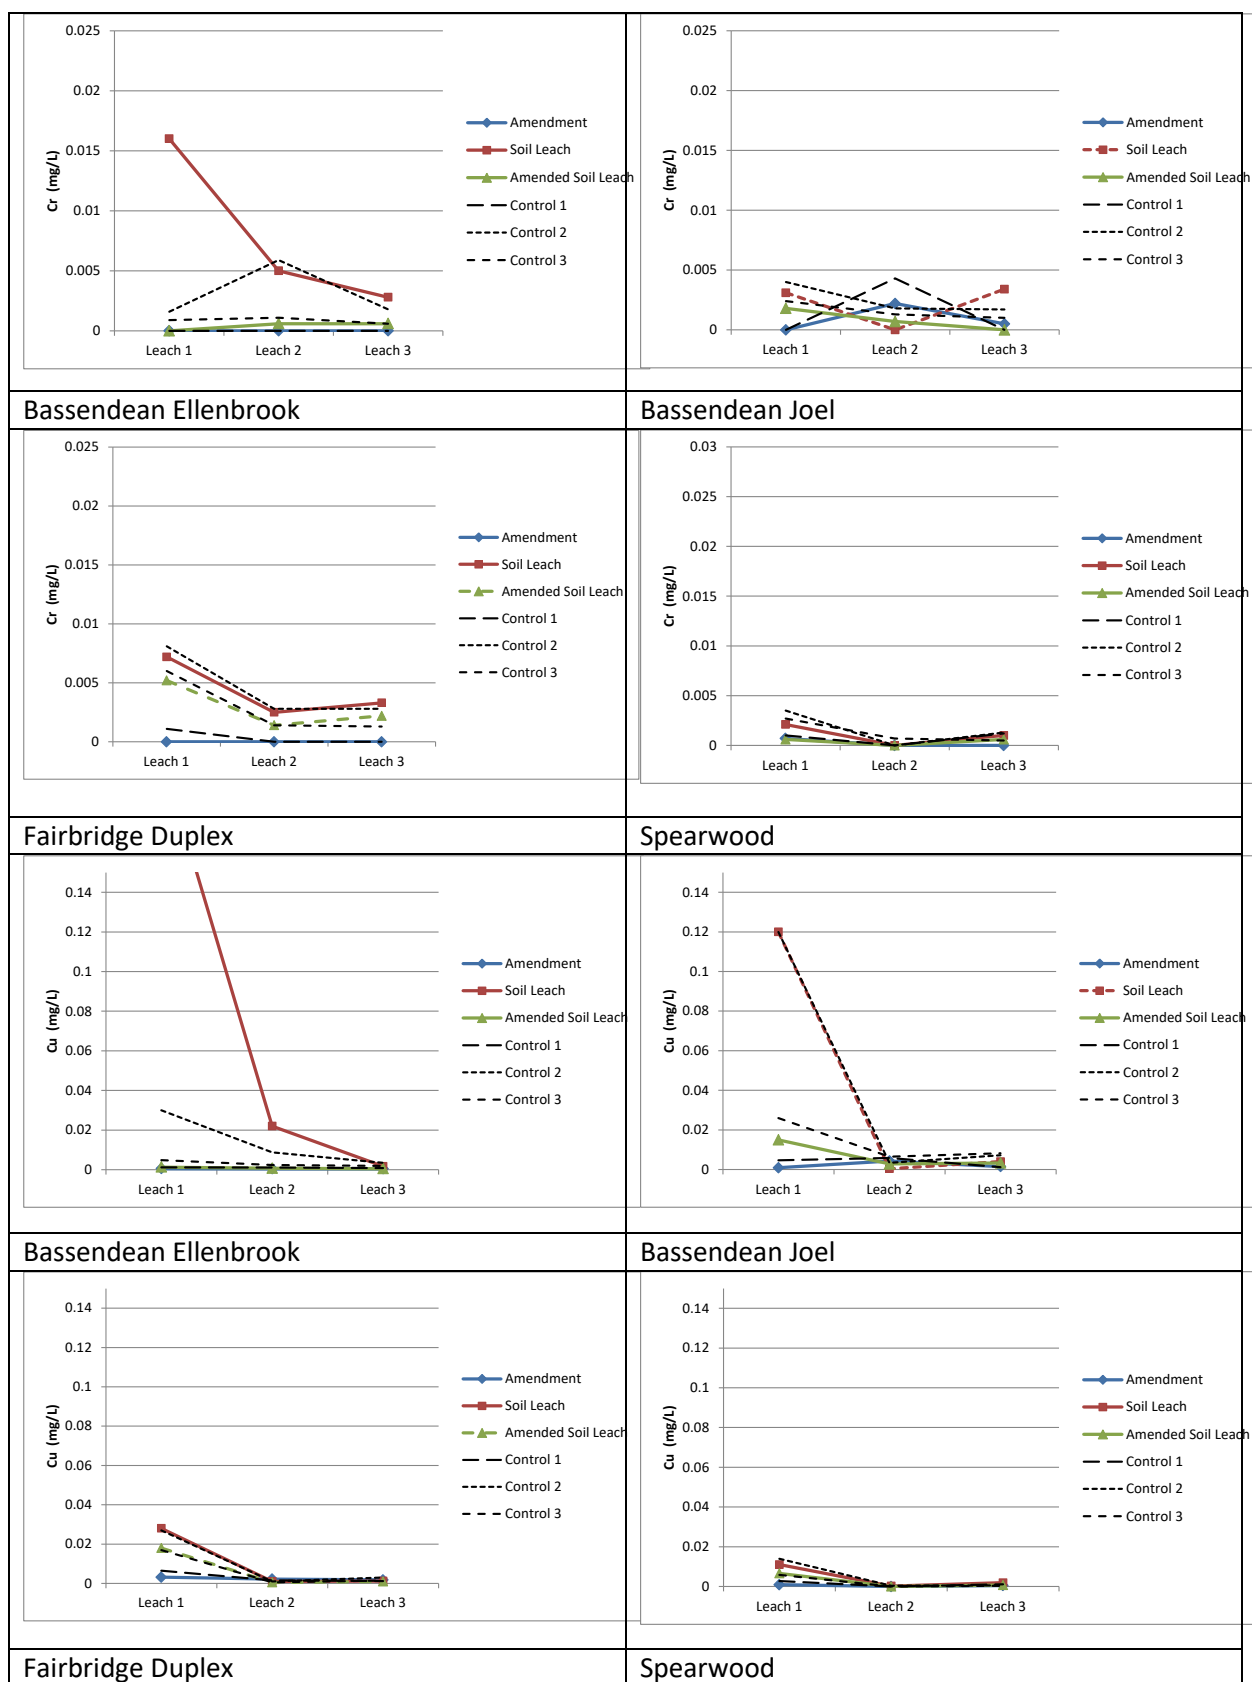 0.025
0.02
0.015
0.01
0.005
0
Cr (mg/L)
Leach 1 Leach 2 Leach 3
Amendment
Soil Leach
Amended Soil Leach
Control 1
Control 2
Control 3
0.025
0.02
0.015
0.01
0.005
0
Cr (mg/L)
Leach 1 Leach 2 Leach 3
Amendment
Soil Leach
Amended Soil Leach
Control 1
Control 2
Control 3
Bassendean Ellenbrook
Bassendean Joel
0.025
0.02
0.015
0.01
0.005
0
Cr (mg/L)
Leach 1 Leach 2 Leach 3
Amendment
Soil Leach
Amended Soil Leach
Control 1
Control 2
Control 3
0.03
0.025
0.02
0.015
0.01
0.005
0
Cr (mg/L)
Leach 1 Leach 2 Leach 3
Amendment
Soil Leach
Amended Soil Leach
Control 1
Control 2
Control 3
Fairbridge Duplex
Spearwood
0.14
0.12
0.1
0.08
0.06
0.04
0.02
0
Cu (mg/L)
Leach 1 Leach 2 Leach 3
Amendment
Soil Leach
Amended Soil Leach
Control 1
Control 2
Control 3
0.14
0.12
0.1
0.08
0.06
0.04
0.02
0
Cu (mg/L)
Leach 1 Leach 2 Leach 3
Amendment
Soil Leach
Amended Soil Leach
Control 1
Control 2
Control 3
Bassendean Ellenbrook
Bassendean Joel
0.14
0.12
0.1
0.08
0.06
0.04
0.02
0
Cu (mg/L)
Leach 1 Leach 2 Leach 3
Amendment
Soil Leach
Amended Soil Leach
Control 1
Control 2
Control 3
0.14
0.12
0.1
0.08
0.06
0.04
0.02
0
Cu (mg/L)
Leach 1 Leach 2 Leach 3
Amendment
Soil Leach
Amended Soil Leach
Control 1
Control 2
Control 3
Fairbridge Duplex
Spearwood